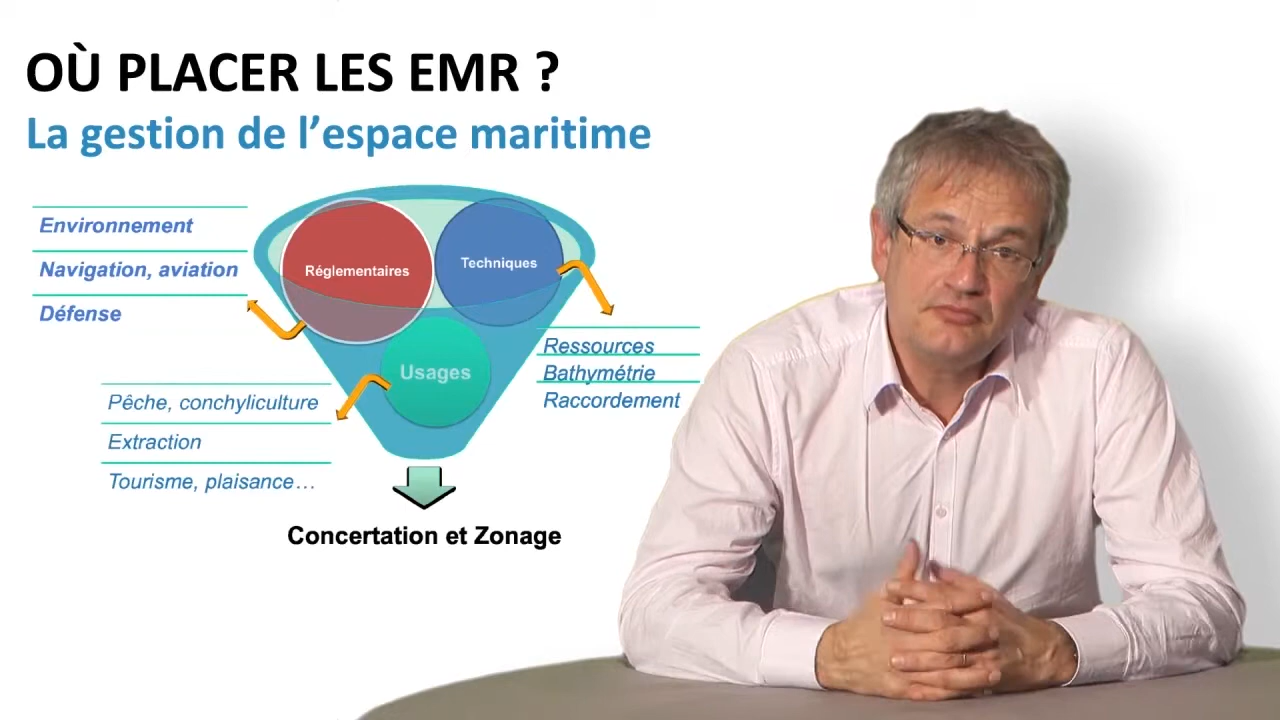 OÙ PLACER LES EMR ?
La gestion de l’espace maritime
Environnement
Navigation, aviation
Défense
Réglementaires
Techniques
Usages
Ressources
Bathymétrie
Raccordement
Pêche, conchyliculture
Extraction
Tourisme, plaisance…
Concertation et Zonage